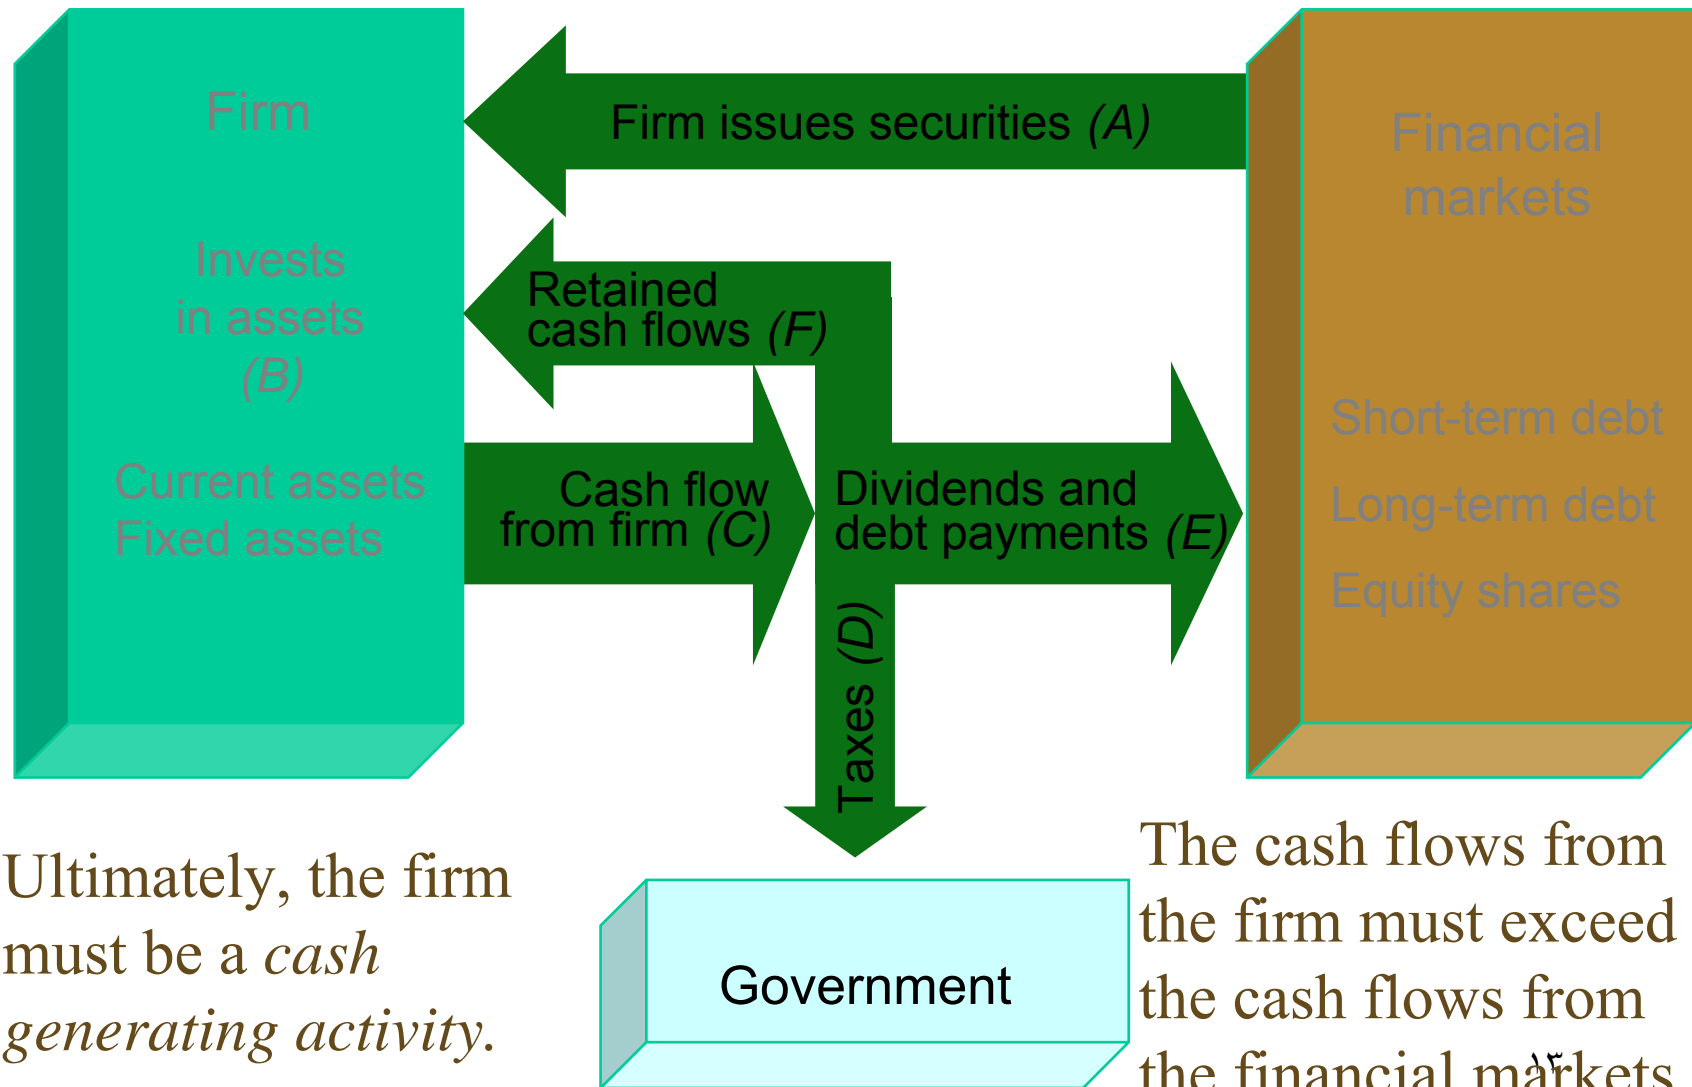 Firm
Invests
in assets
(B)
Current assets
Fixed assets
Firm issues securities (A)
Retained
cash flows (F)
Cash flow
from firm (C)
Dividends and
debt payments (E)
Taxes (D)
Financial
markets
Short-term debt
Long-term debt
Equity shares
Government
Ultimately, the firm
must be a cash
generating activity.
The cash flows from
the firm must exceed
the cash flows from
the financial markets
۱۳